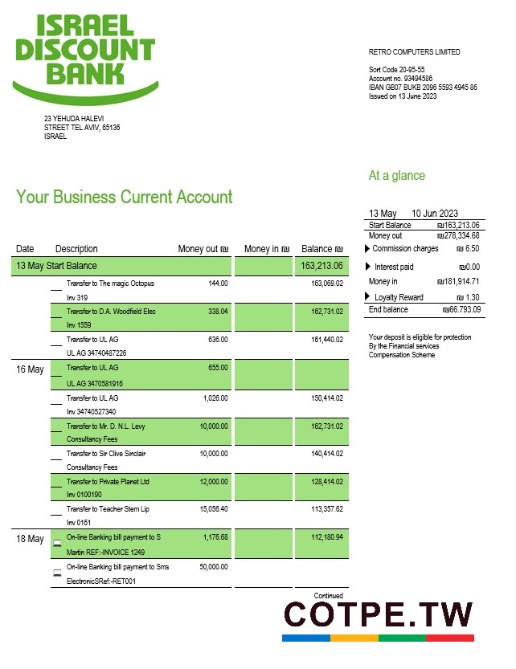 ISRAEL
DISCOUNT
BANK
RETRO COMPUTERS LIMITED
Sort Code 20-95-55
Account no. 93494586
IBAN GB07 BUKB 2096 5593 4945 86
Issued on 13 June 2023
23 YEHUDA HALEVI
STREET TEL AVIV, 65136
ISRAEL
At a glance
Your Business Current Account
13 May 10 Jun 2023
Start Balance ₪163,213.06
Money out ₪278,334.68
Commission charges ₪ 6.50
Interest paid ₪0.00
Money in ₪181,914.71
Loyalty Reward ₪ 1.30
End balance ₪66.793.09
Your deposit is eligible for protection
By the Financial services
Compensation Scheme
Date Description Money out ₪ Money in ₪ Balance ₪
13 May Start Balance 163,213.06
Transfer to The magic Octopus 144.00 163,069.02
Inv 319
Transfer to D.A. Woodfield Elec 338.04 162,731.02
Inv 1559
Transfer to UL AG 636.00 161,440.02
UL AG 34740487226
16 May Transfer to UL AG 655.00
UL AG 3470581916
Transfer to UL AG 1,026.00 150,414.02
Inv 34740527340
Transfer to Mr. D. N.L. Levy 10,000.00 162,731.02
Consultancy Fees
Transfer to Sir Clive Sinclair 10,000.00 140,414.02
Consultancy Fees
Transfer to Private Planet Ltd 12,000.00 128,414.02
Inv 0100190
Transfer to Teacher Stern Lip 15,056.40 113,357.62
Inv 0161
18 May On-line Banking bill payment to S 1,176.68 112,180.94
Martin REF:-INVOICE 1249
On-line Banking bill payment to Sms 50,000.00
ElectronicSRef:-RET001
Continued
COTPE.TW